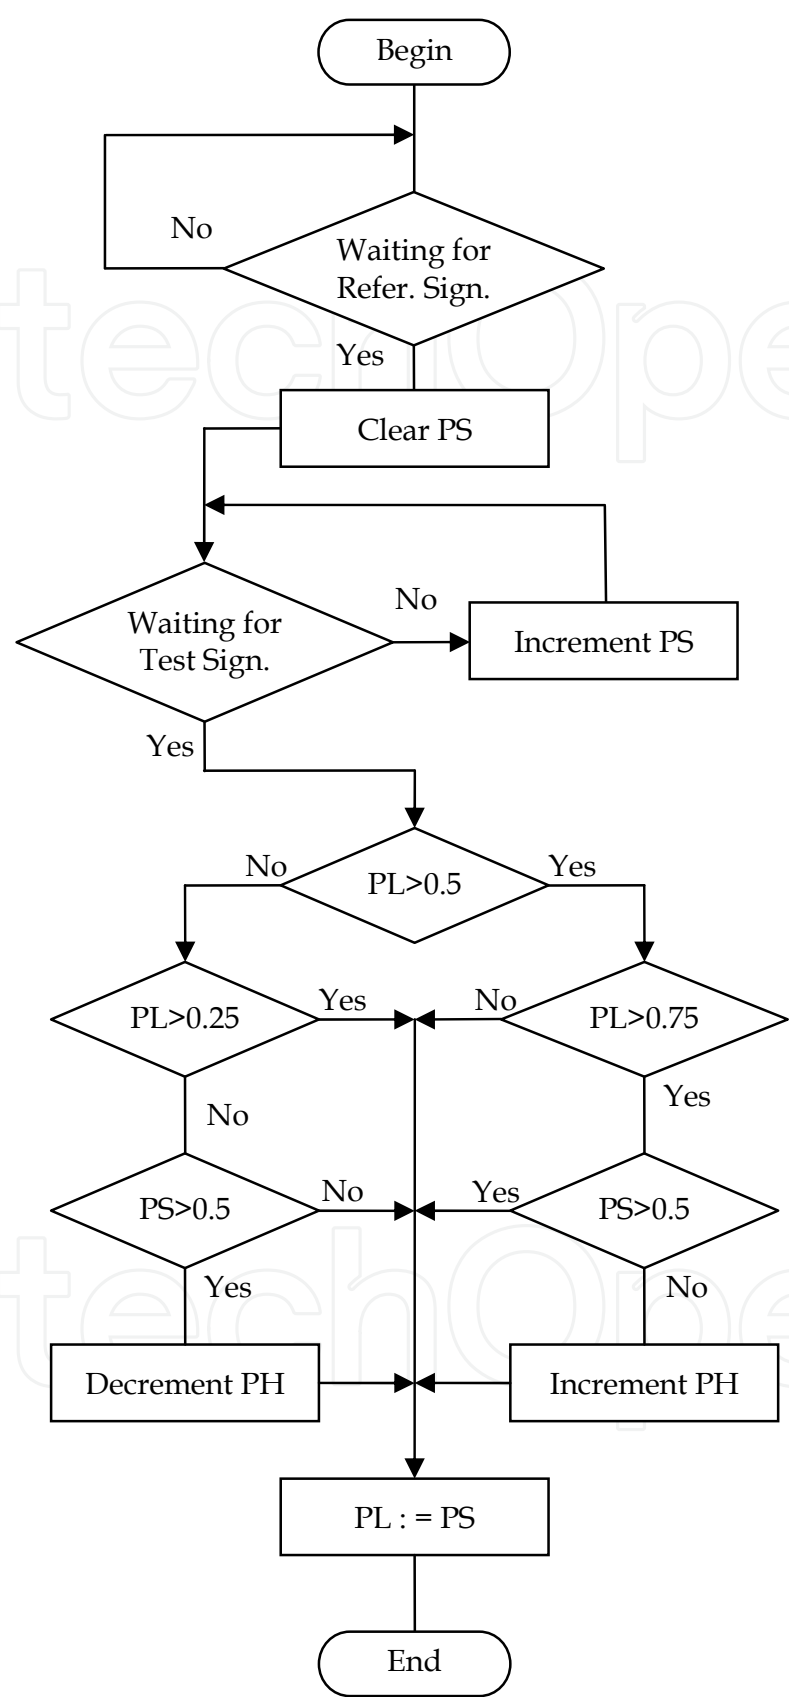 Begin
No
Waiting for
Refer. Sign.
Yes
Clear PS
No
Waiting for
Test Sign.
Increment PS
Yes
No
PL>0.5
Yes
PL>0.25
Yes
No
PL>0.75
No
Yes
PS>0.5
No
Yes
PS>0.5
Yes
No
Decrement PH
Increment PH
PL : = PS
End